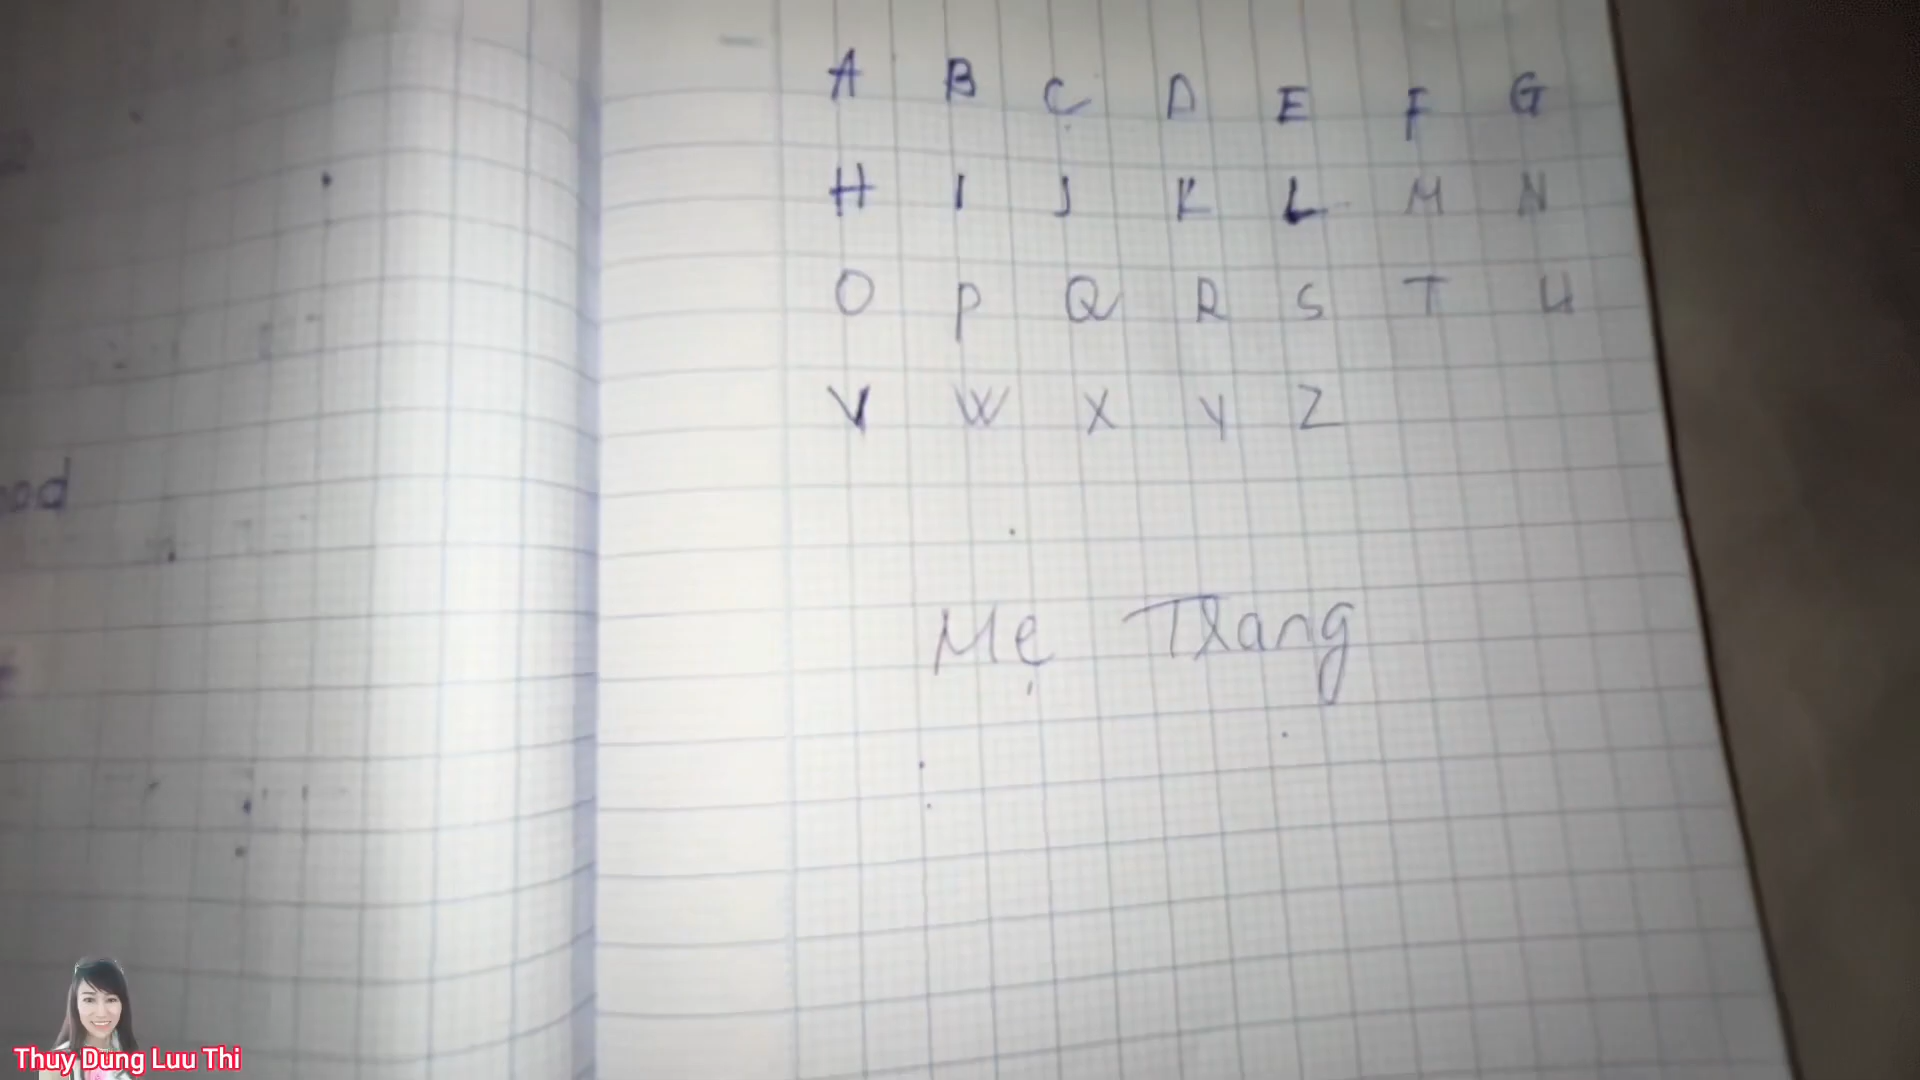 A B C D E F G
H I J K L M N
O P Q R S T U
V W X Y Z
Mẹ Trang
Thuy Dung Luu Thi